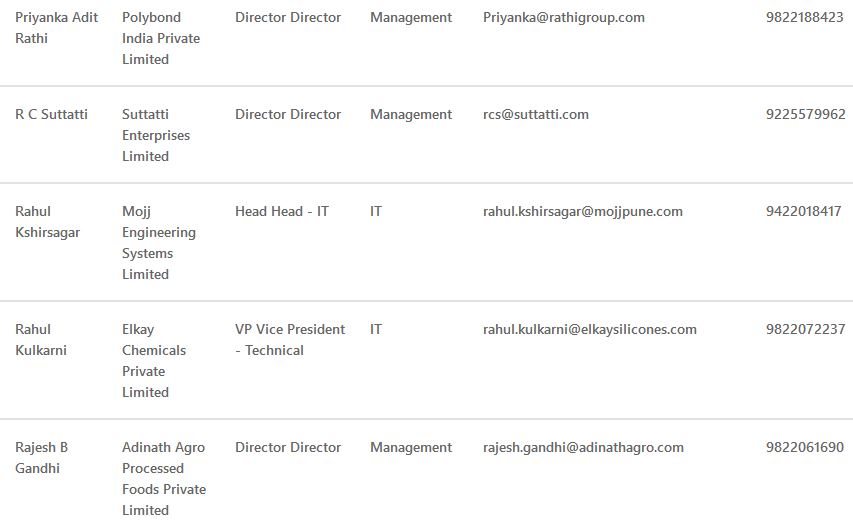 Priyanka Adit Polybond Director Director Management Priyanka@rathigroup.com 9822188423
Rathi India Private
Limited
R C Suttatti Suttatti Director Director Management rcs@suttatti.com 9225579962
Enterprises
Limited
Rahul Mojj Head Head - IT IT rahul.kshirsagar@mojjpune.com 9422018417
Kshirsagar Engineering
Systems
Limited
Rahul Elkay VP Vice President IT rahul.kulkarni@elkaysilicones.com 9822072237
Kulkarni Chemicals - Technical
Private
Limited
Rajesh B Adinath Agro Director Director Management rajesh.gandhi@adinathagro.com 9822061690
Gandhi Processed
Foods Private
Limited